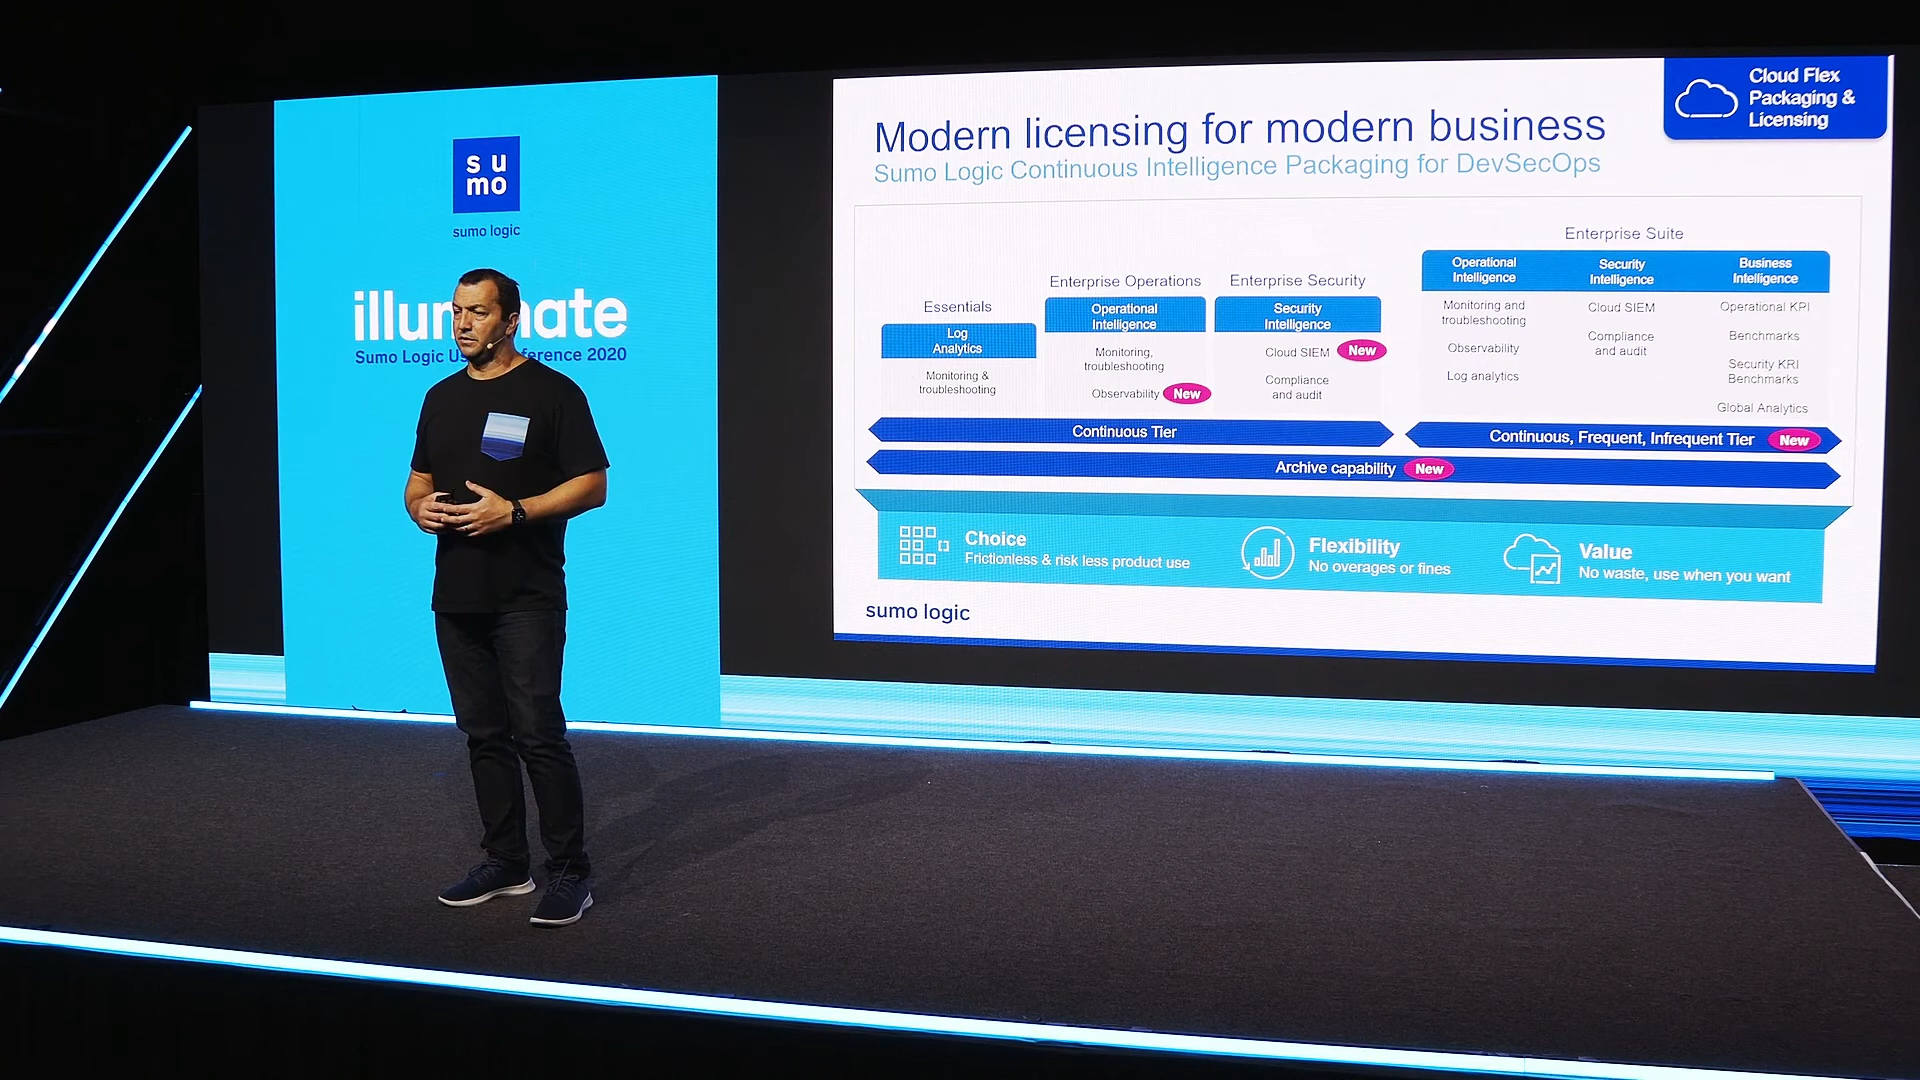 su
mo
sumo logic
illum nate
Sumo Logic Us ference 2020
Cloud Flex
Packaging &
Licensing
Modern licensing for modern business
Sumo Logic Continuous Intelligence Packaging for DevSecOps
Essentials
Log
Analytics
Monitoring &
troubleshooting
Enterprise Operations
Operational
Intelligence
Monitoring,
troubleshooting
Observability New
Enterprise Security
Security
Intelligence
Cloud SIEM New
Compliance
and audit
Enterprise Suite
Operational
Intelligence
Monitoring and
troubleshooting
Observability
Log analytics
Security
Intelligence
Cloud SIEM
Compliance
and audit
Business
Intelligence
Operational KPI
Benchmarks
Security KRI
Benchmarks
Global Analytics
Continuous Tier
Continuous, Frequent, Infrequent Tier New
Archive capability New
Choice
Frictionless & risk less product use
Flexibility
No overages or fines
Value
No waste, use when you want
sumo logic